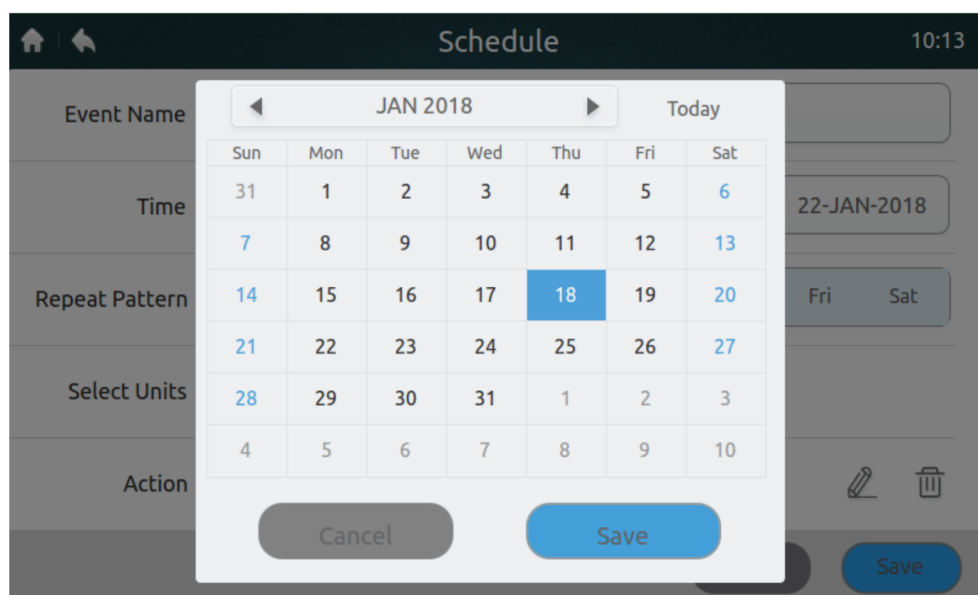 Schedule 10:13
Event Name
JAN 2018 Today
Sun Mon Tue Wed Thu Fri Sat
31 1 2 3 4 5 6
Time
22-JAN-2018
7 8 9 10 11 12 13
Repeat Pattern
14 15 16 17 18 19 20
Fri Sat
21 22 23 24 25 26 27
Select Units
28 29 30 31 1 2 3
4 5 6 7 8 9 10
Action
Cancel Save
Save